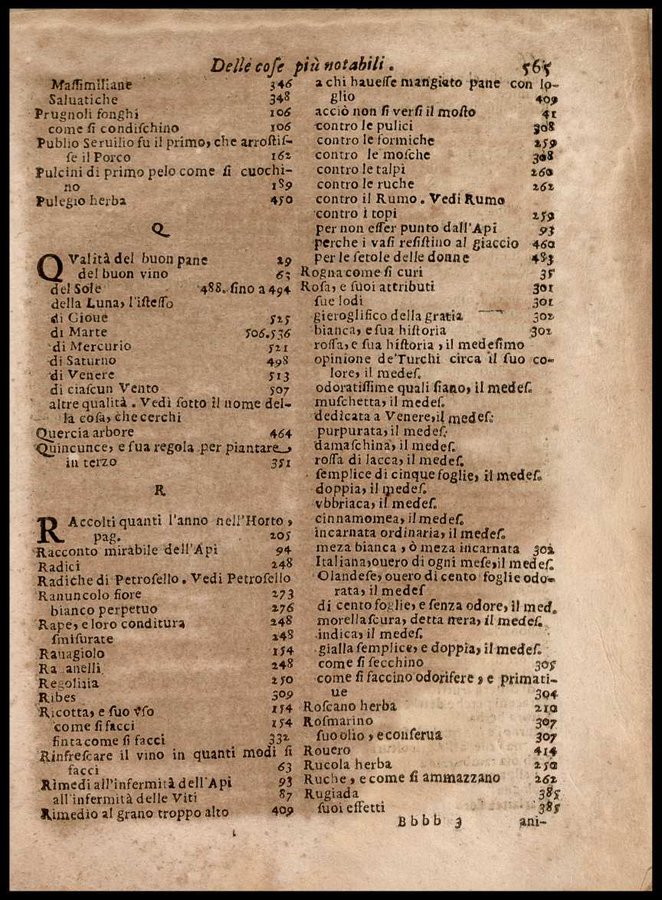 Delle cose più notabili. 565
Massimiliane 346
Saluatiche 348
Prugnoli fonghi 106
come si condischino 106
Publio Seruilio fu il primo, che arrostis-
se il Porco 162
Pulcini di primo pelo come si cuochi-
no 189
Pulegio herba 450
Q
QValità del buon pane 29
del buon vino 63
del Sole 488. sino a 494
della Luna, l'istesso
di Gioue 525
di Marte 506.536
di Mercurio 521
di Saturno 498
di Venere 513
di ciascun Vento 507
altre qualità. Vedi sotto il nome del-
la cosa, che cerchi
Quercia arbore 464
Quincunce, e sua regola per piantare,
in terzo 351
R
RAccolti quanti l'anno nell'Horto,
pag. 205
Racconto mirabile dell'Api 94
Radici 248
Radiche di Petrosello. Vedi Petrosello
Ranuncolo fiore 273
bianco perpetuo 276
Rape, e loro conditura 248
smisurate 248
Rauagiolo 154
Ra anelli 248
Regolitia 250
Ribes 309
Ricotta, e suo vso 154
come si facci 154
finta come si facci 332
Rinfrescare il vino in quanti modi si
facci 63
Rimedi all'infermità dell'Api 93
all'infermità delle Viti 87
Rimedio al grano troppo alto 409
a chi hauesse mangiato pane con lo-
glio 409
acciò non si versi il mosto 41
contro le pulici 308
contro le formiche 259
contro le mosche 308
contro le talpi 260
contro le ruche 262
contro il Rumo. Vedi Rumo
contro i topi 259
per non esser punto dall'Api 93
perche i vasi resistino al giaccio 460
per le setole delle donne 483
Rogna come si curi 35
Rosa, e suoi attributi 301
sue lodi 301
gieroglifico della gratia 302
bianca, e sua historia 302
rossa, e sua historia, il medesimo
opinione de'Turchi circa il suo co-
lore, il medes.
odoratissime quali siano, il medes.
muschetta, il medes.
dedicata a Venere, il medes.
purpurata, il medes.
damaschina, il medes.
rossa di lacca, il medes.
semplice di cinque foglie, il medes.
doppia, il medes.
vbbriaca, il medes.
cinnamomea, il medes.
incarnata ordinaria, il medes.
meza bianca, ò meza incarnata 302
Italiana, ouero di ogni mese, il medes.
Olandese, ouero di cento foglie odo-
rata, il medes
di cento foglie, e senza odore, il med.
morella scura, detta nera, il medes.
indica, il medes.
gialla semplice, e doppia, il medes.
come si secchino 305
come si faccino odorifere, e primati-
ue 304
Roscano herba 210
Rosmarino 307
suo olio, e conserua 307
Rouero 414
Rucola herba 250
Ruche, e come si ammazzano 262
Rugiada 385
suoi effetti 385
Bbbb 3 ani-